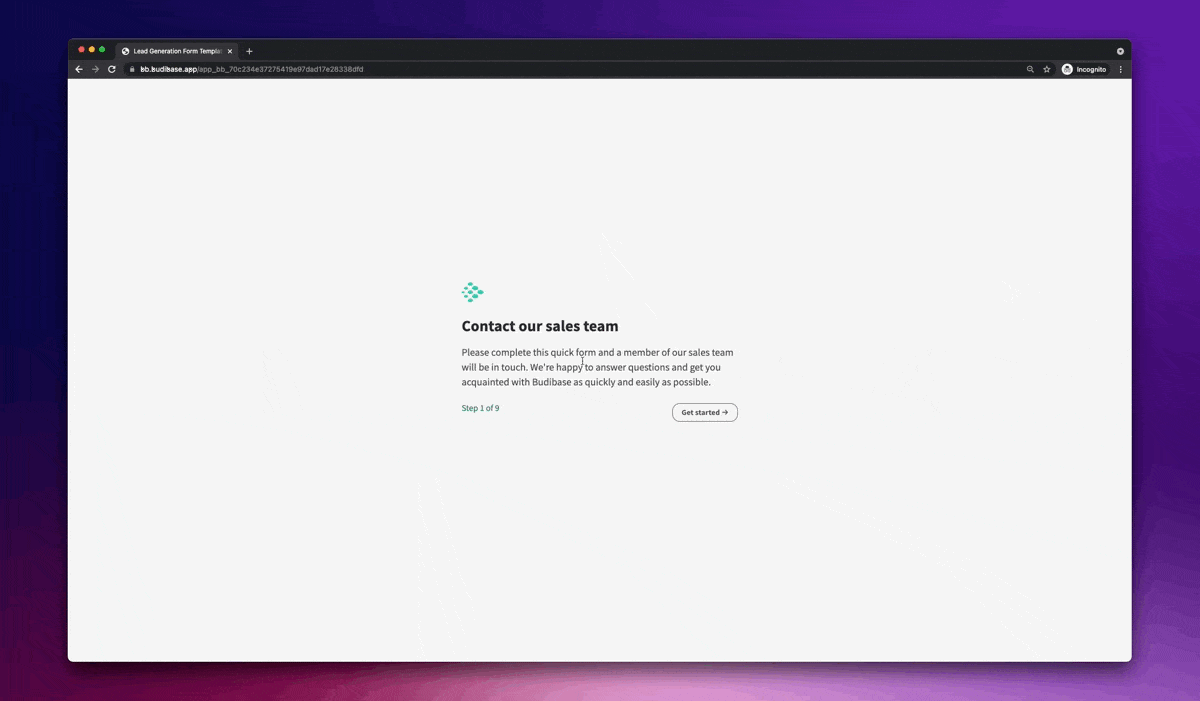 Lead Generation Form Templa
bb.budibase.app/app_bb_70c234e37275419e97dad17e28338dfd
Incognito
Contact our sales team
Please complete this quick form and a member of our sales team
will be in touch. We're happy to answer questions and get you
acquainted with Budibase as quickly and easily as possible.
Step 1 of 9
Get started →